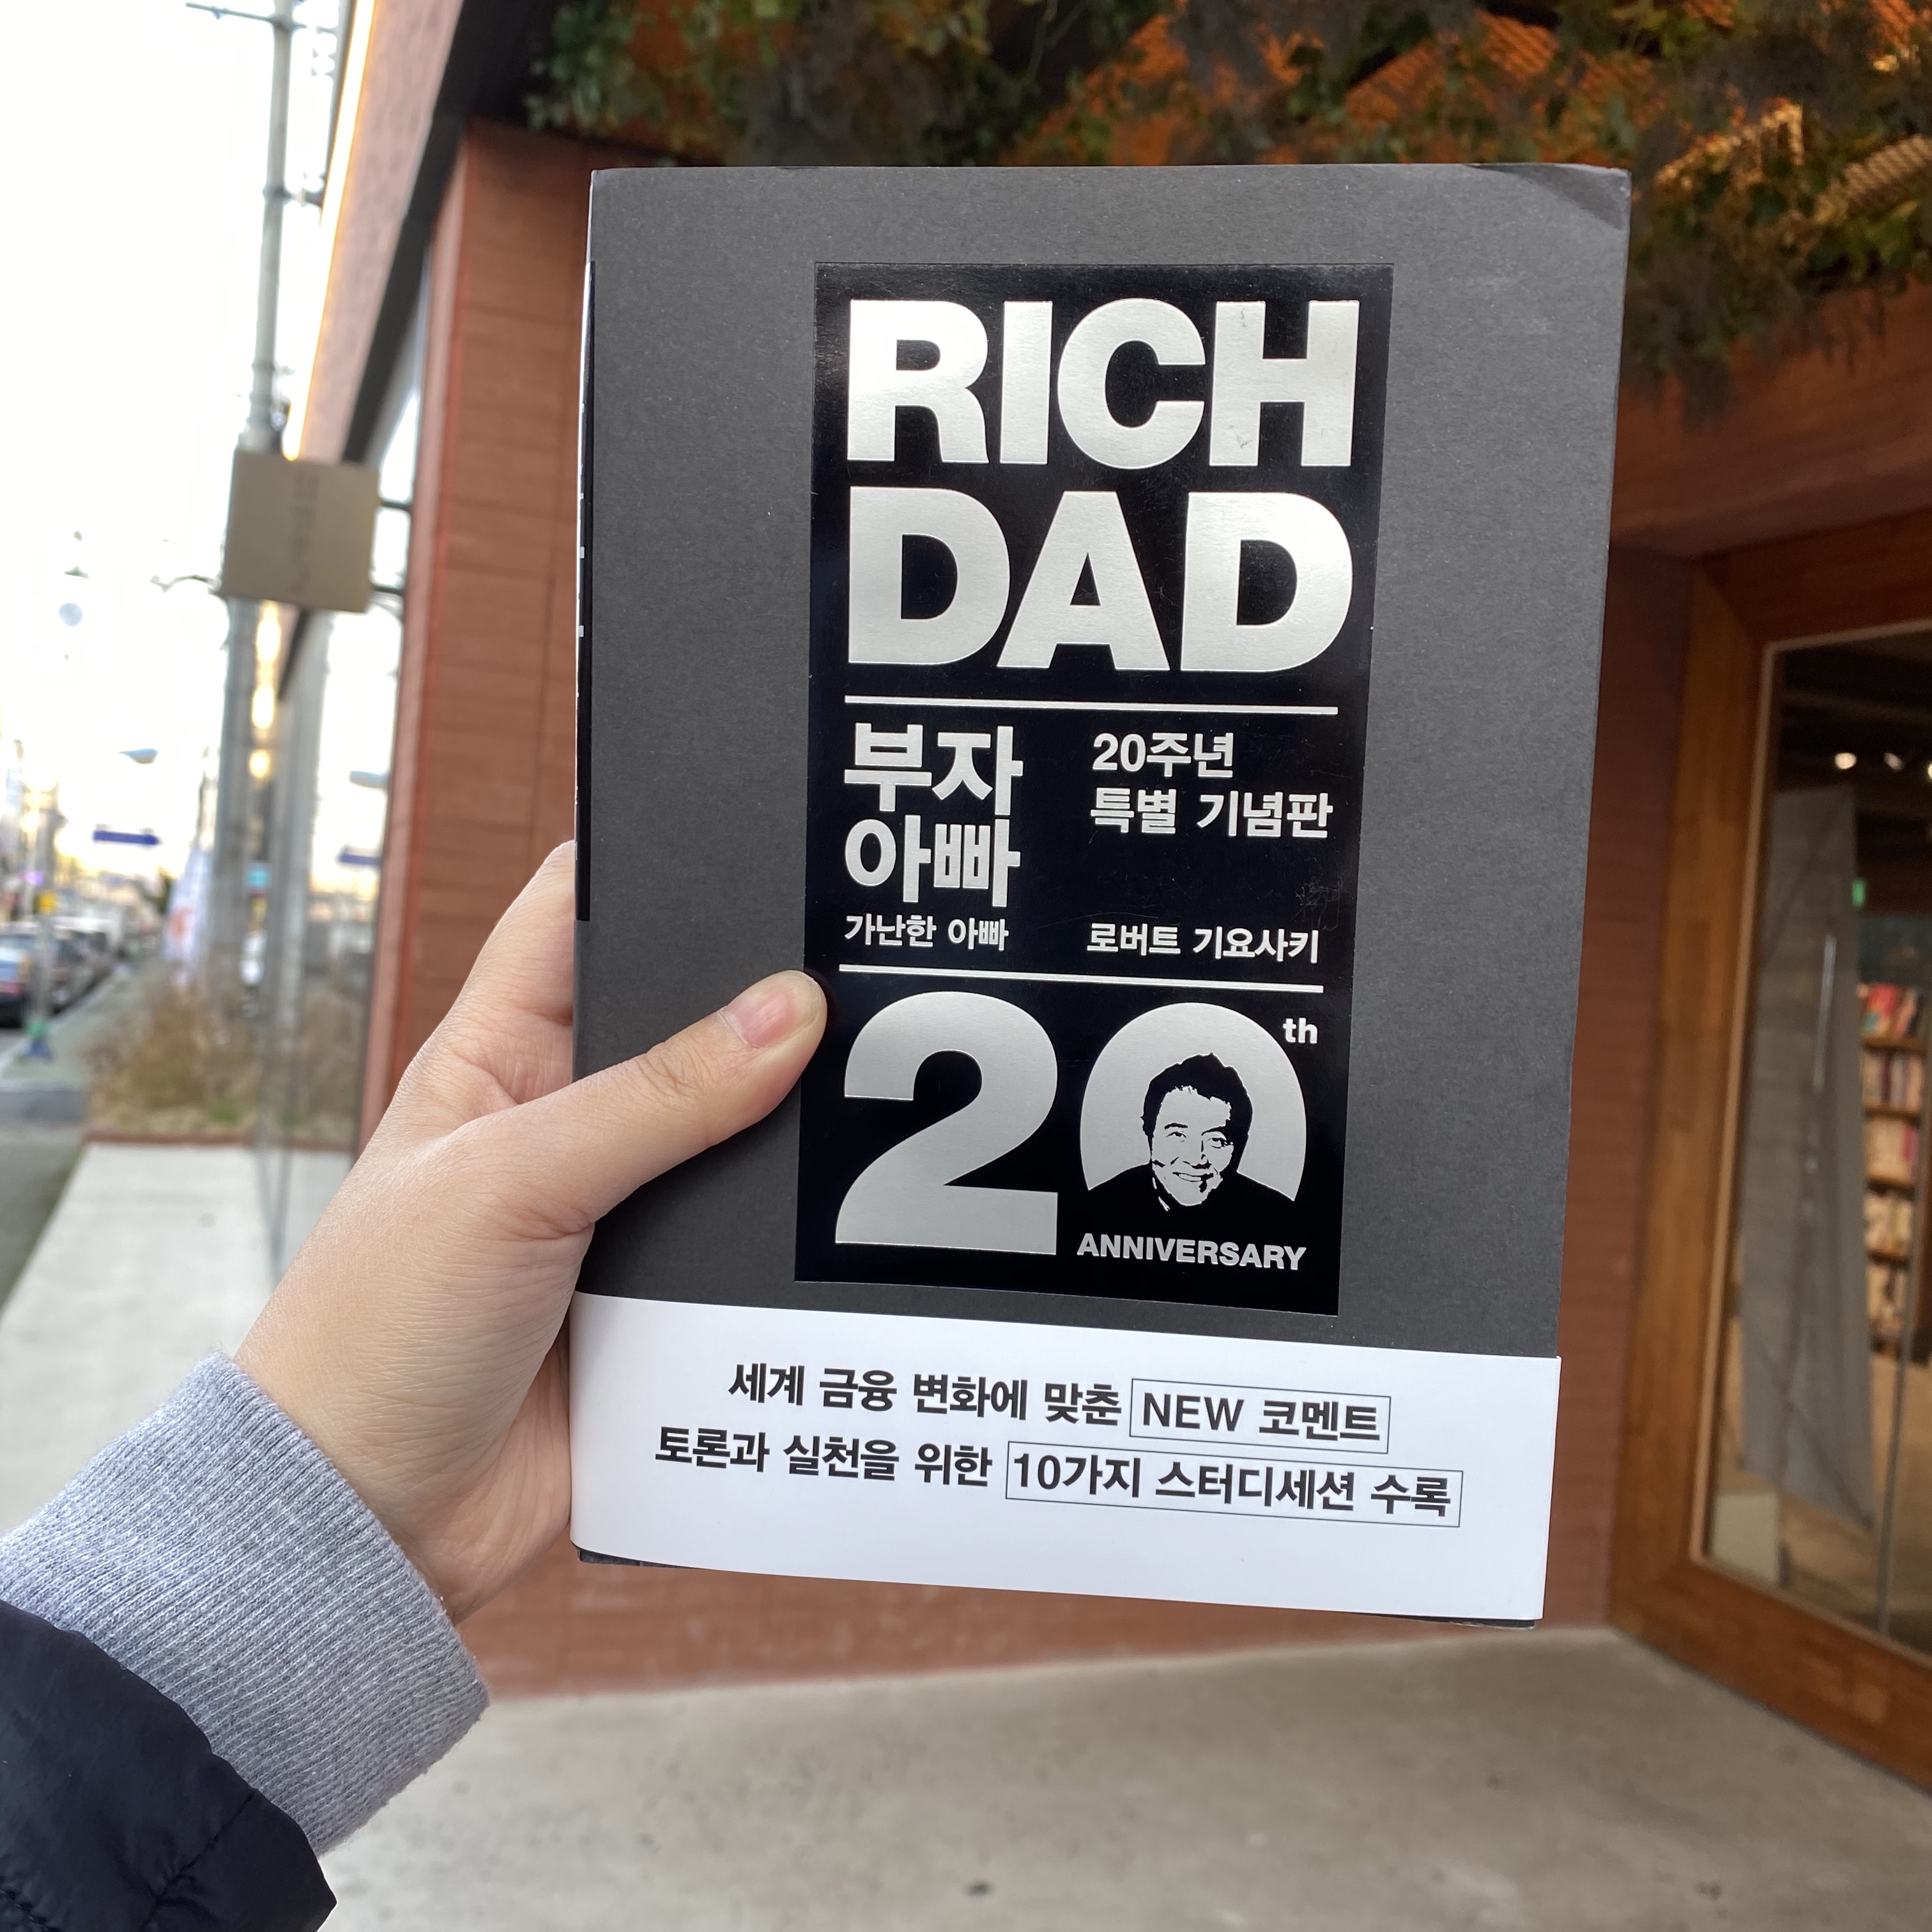 RICH
DAD
부자
아빠
가난한 아빠
20주년
특별 기념판
로버트 기요사키
20th
ANNIVERSARY
세계 금융 변화에 맞춘 NEW 코멘트
토론과 실천을 위한 10가지 스터디세션 수록